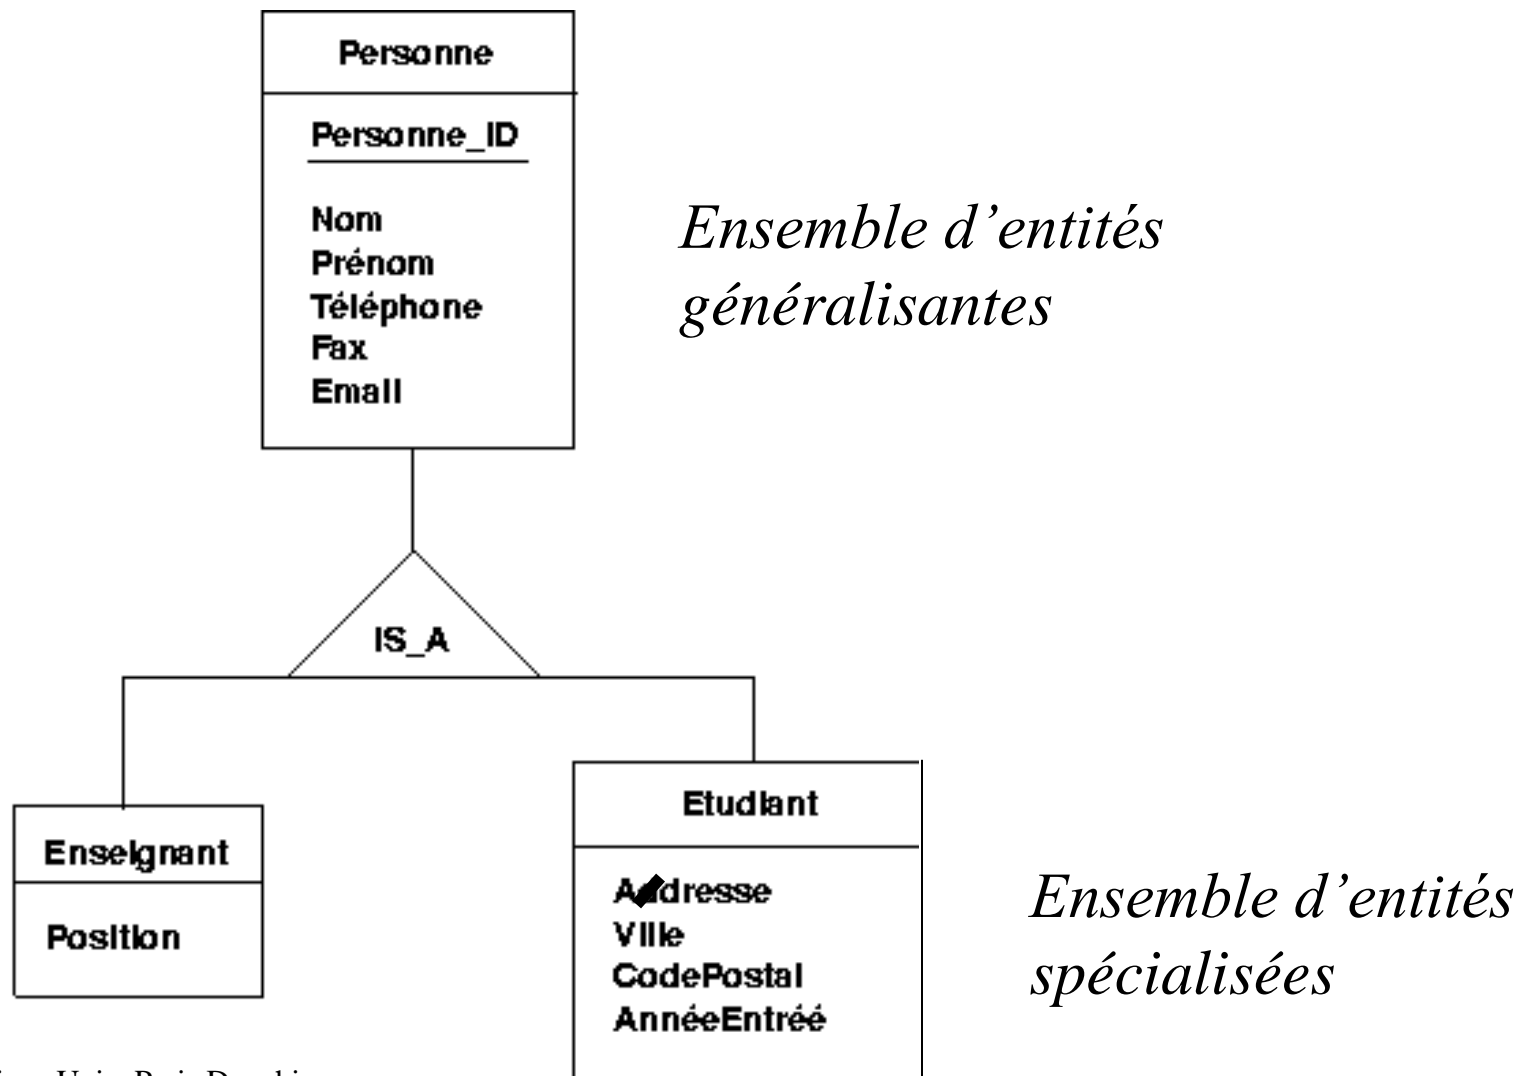 Personne
Personne_ID
Nom
Prénom
Téléphone
Fax
Email
Ensemble d’entités
généralisantes
IS_A
Enseignant
Position
Etudiant
Addresse
Ville
CodePostal
AnnéeEntréé
Ensemble d’entités
spécialisées